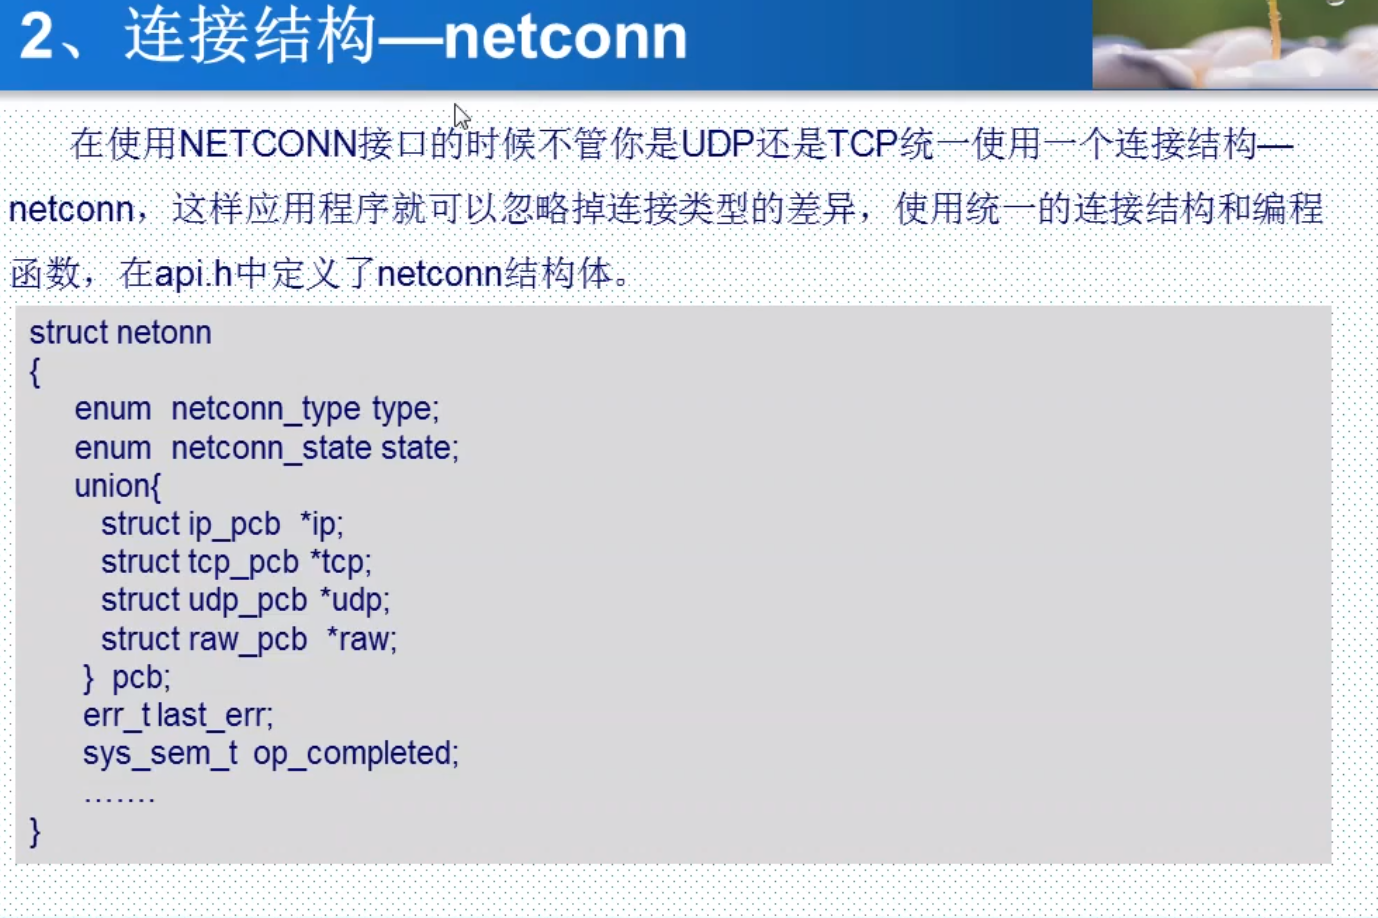 2、连接结构—netconn
在使用NETCONN接口的时候不管你是UDP还是TCP统一使用一个连接结构—
netconn，这样应用程序就可以忽略掉连接类型的差异，使用统一的连接结构和编程
函数，在api.h中定义了netconn结构体。
struct netonn
{
enum netconn_type type;
enum netconn_state state;
union{
struct ip_pcb *ip;
struct tcp_pcb *tcp;
struct udp_pcb *udp;
struct raw_pcb *raw;
} pcb;
err_t last_err;
sys_sem_t op_completed;
.......
}